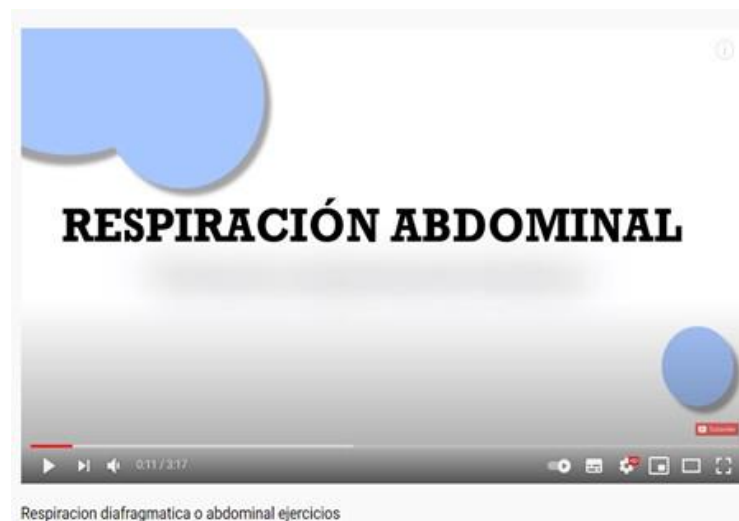 RESPIRACIÓN ABDOMINAL
0:11 / 3:17
Respiracion diafragmatica o abdominal ejercicios